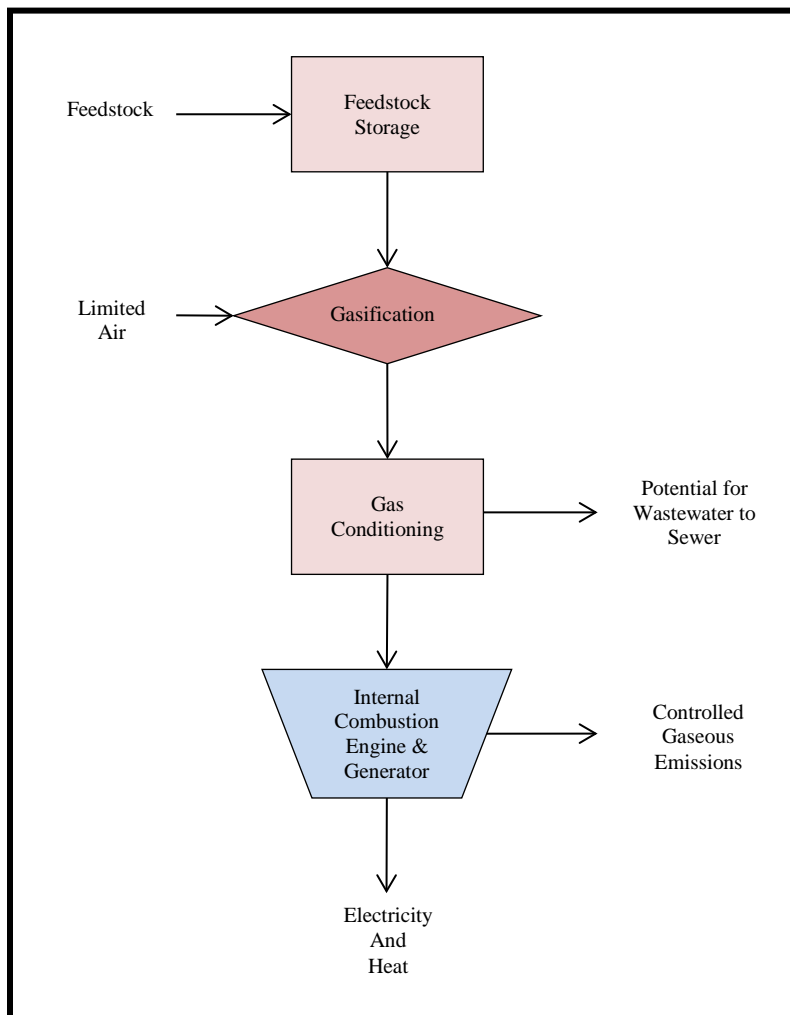 Feedstock
Feedstock
Storage
Limited
Air
Gasification
Gas
Conditioning
Potential for
Wastewater to
Sewer
Internal
Combustion
Engine &
Generator
Controlled
Gaseous
Emissions
Electricity
And
Heat